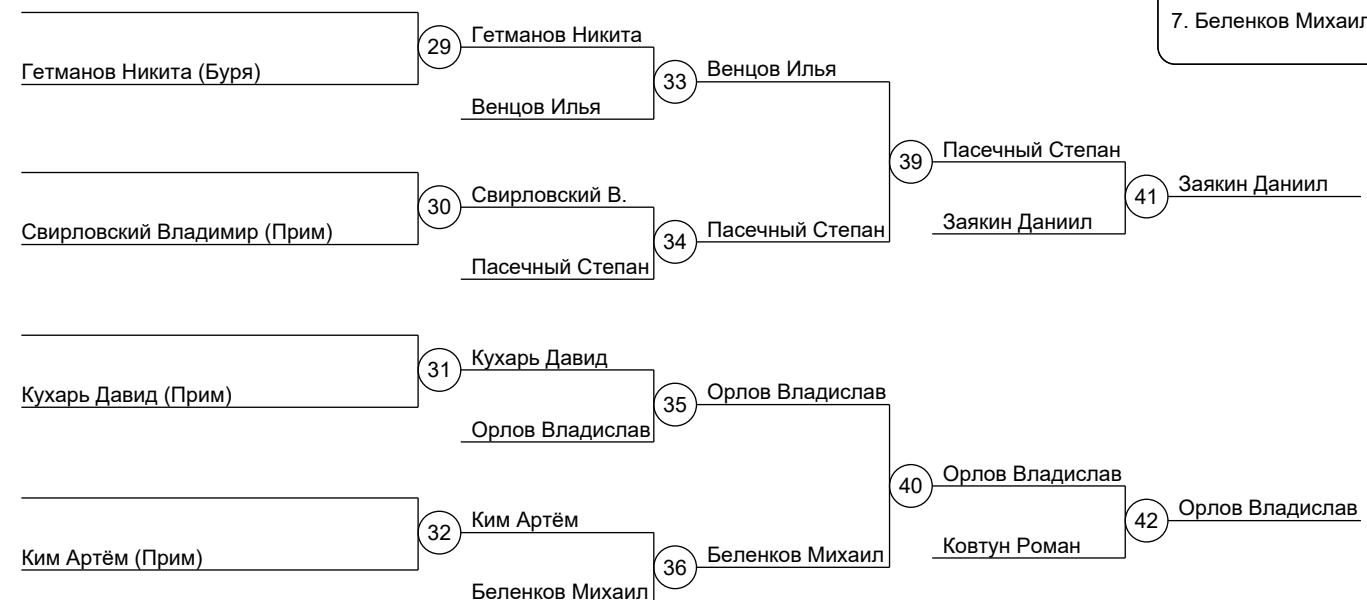 7. Беленков Михаил
29
Гетманов Никита
Гетманов Никита (Буря)
33
Венцов Илья
Венцов Илья
39
Пасечный Степан
30
Свирловский В.
41
Заякин Даниил
Свирловский Владимир (Прим)
34
Пасечный Степан
Заякин Даниил
Пасечный Степан
31
Кухарь Давид
Кухарь Давид (Прим)
35
Орлов Владислав
Орлов Владислав
40
Орлов Владислав
32
Ким Артём
42
Орлов Владислав
Ким Артём (Прим)
36
Беленков Михаил
Ковтун Роман
Беленков Михаил